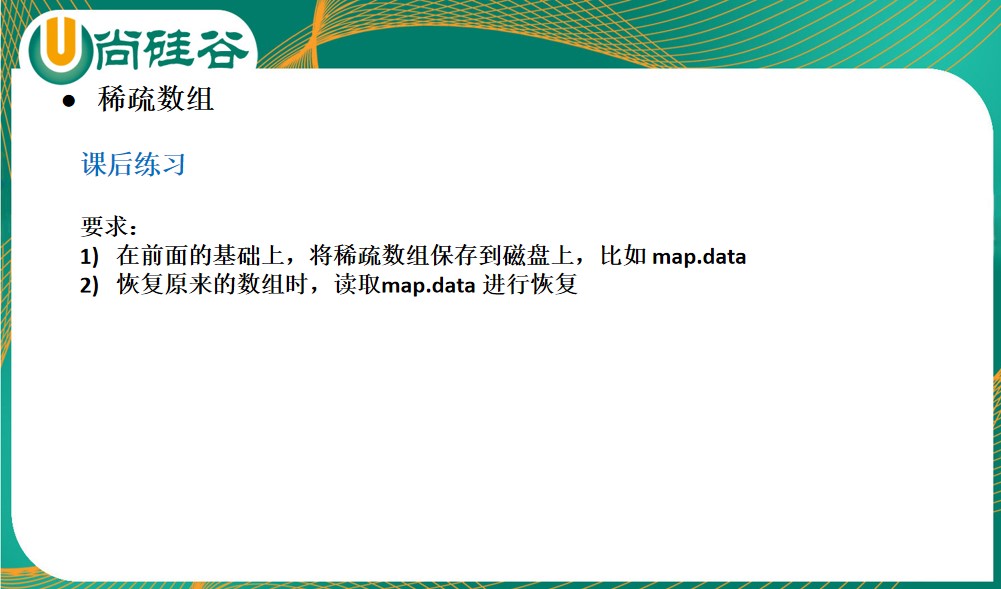 尚硅谷
● 稀疏数组
课后练习
要求：
1) 在前面的基础上，将稀疏数组保存到磁盘上，比如 map.data
2) 恢复原来的数组时，读取map.data 进行恢复